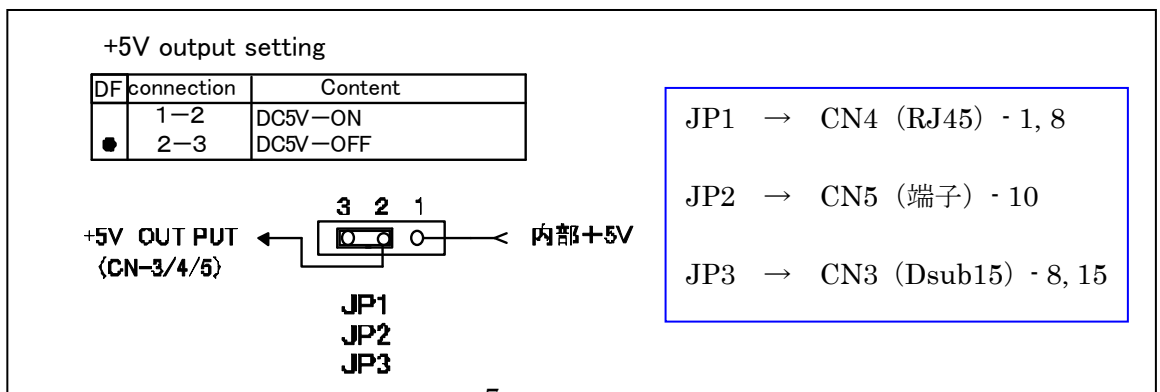 +5V output setting
DF connection Content
1−2 DC5V−ON
● 2−3 DC5V−OFF
3 2 1
+5V OUT PUT 内部+5V
(CN-3/4/5)
JP1
JP2
JP3
JP1 → CN4（RJ45）- 1, 8
JP2 → CN5（端子）- 10
JP3 → CN3（Dsub15）- 8, 15